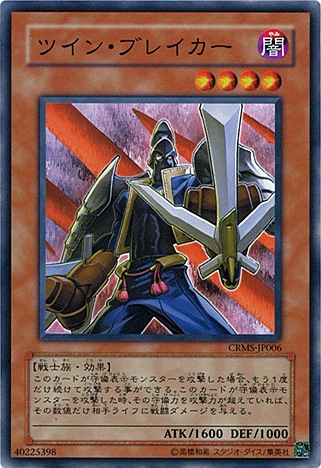 ツイン・ブレイカー
闇
CRMS-JP006
【戦士族・効果】
このカードが守備表示モンスターを攻撃した場合、もう１度
だけ続けて攻撃する事ができる。このカードが守備表示モン
スターを攻撃した時、その守備力を攻撃力が超えていれば、
その数値だけ相手ライフに戦闘ダメージを与える。
ATK/1600 DEF/1000
40225398
©高橋和希 スタジオ・ダイス/集英社